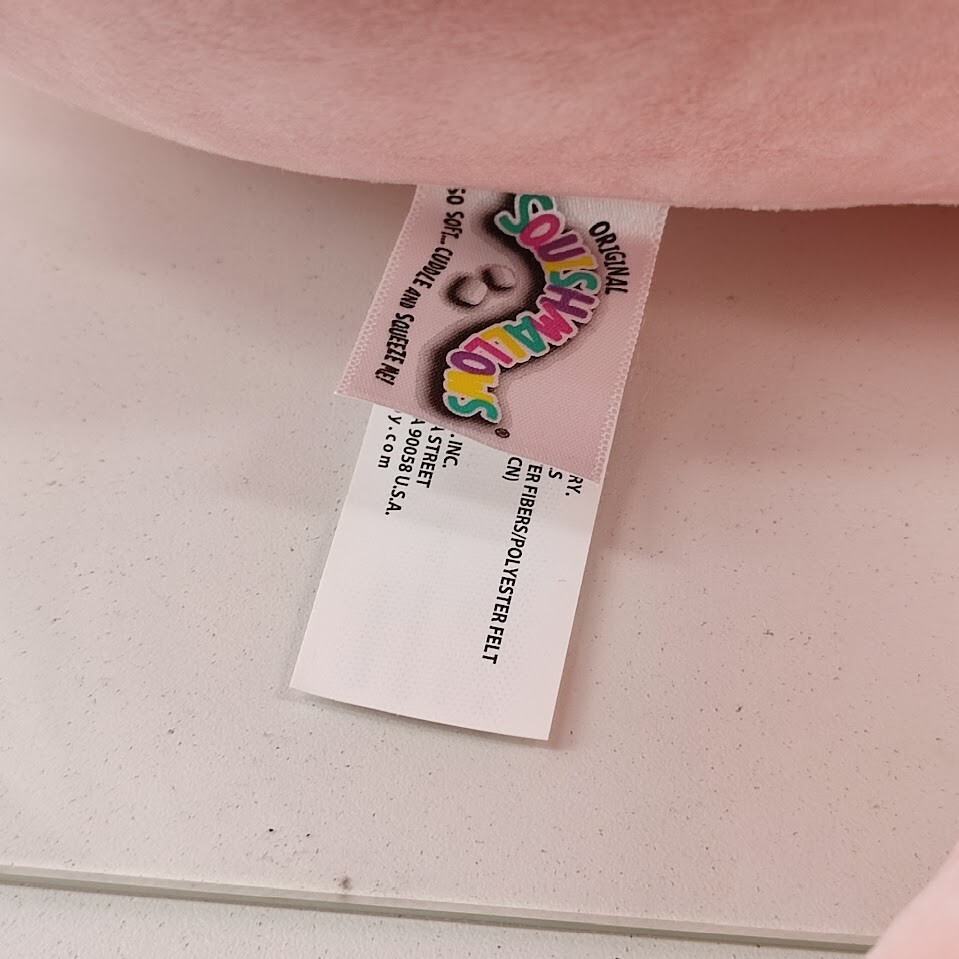 ORIGINAL
SQUISHMALLOWS®
SO SOFT... CUDDLE AND SQUEEZE ME!
RY.
S
ER FIBERS/POLYESTER FELT
CN)
. INC.
A STREET
A 90058 U.S.A.
y.com